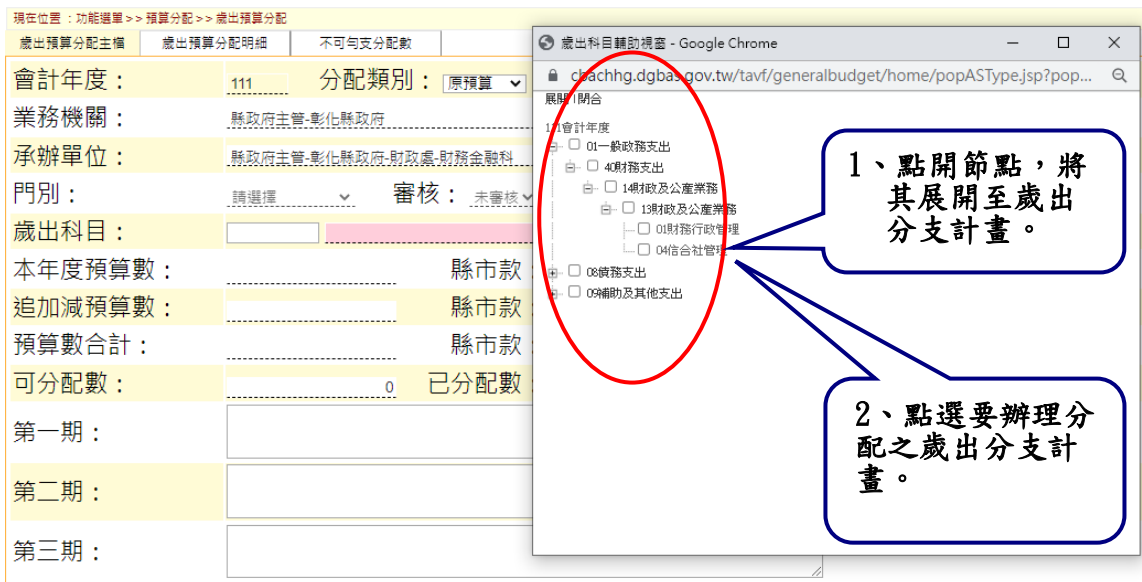 現在位置 ：功能選單>> 預算分配>> 歲出預算分配
歲出預算分配主檔
歲出預算分配明細
不可勻支分配數
會計年度： 111 分配類別： 原預算
業務機關： 縣政府主管-彰化縣政府
承辦單位： 縣政府主管-彰化縣政府-財政處-財務金融科
門別： 請選擇 審核： 未審核
歲出科目：
本年度預算數： 縣市款：
追加減預算數： 縣市款：
預算數合計： 縣市款：
可分配數： 0 已分配數：
第一期：
第二期：
第三期：
歲出科目輔助視窗 - Google Chrome
cbachhg.dgbas.gov.tw/tavf/generalbudget/home/popASType.jsp?pop...
展開 | 閉合
111會計年度
01一般政務支出
40財務支出
14財政及公產業務
13財政及公產業務
01財務行政管理
04信合社管理
08債務支出
09補助及其他支出
1、點開節點，將
其展開至歲出
分支計畫。
2、點選要辦理分
配之歲出分支計
畫。